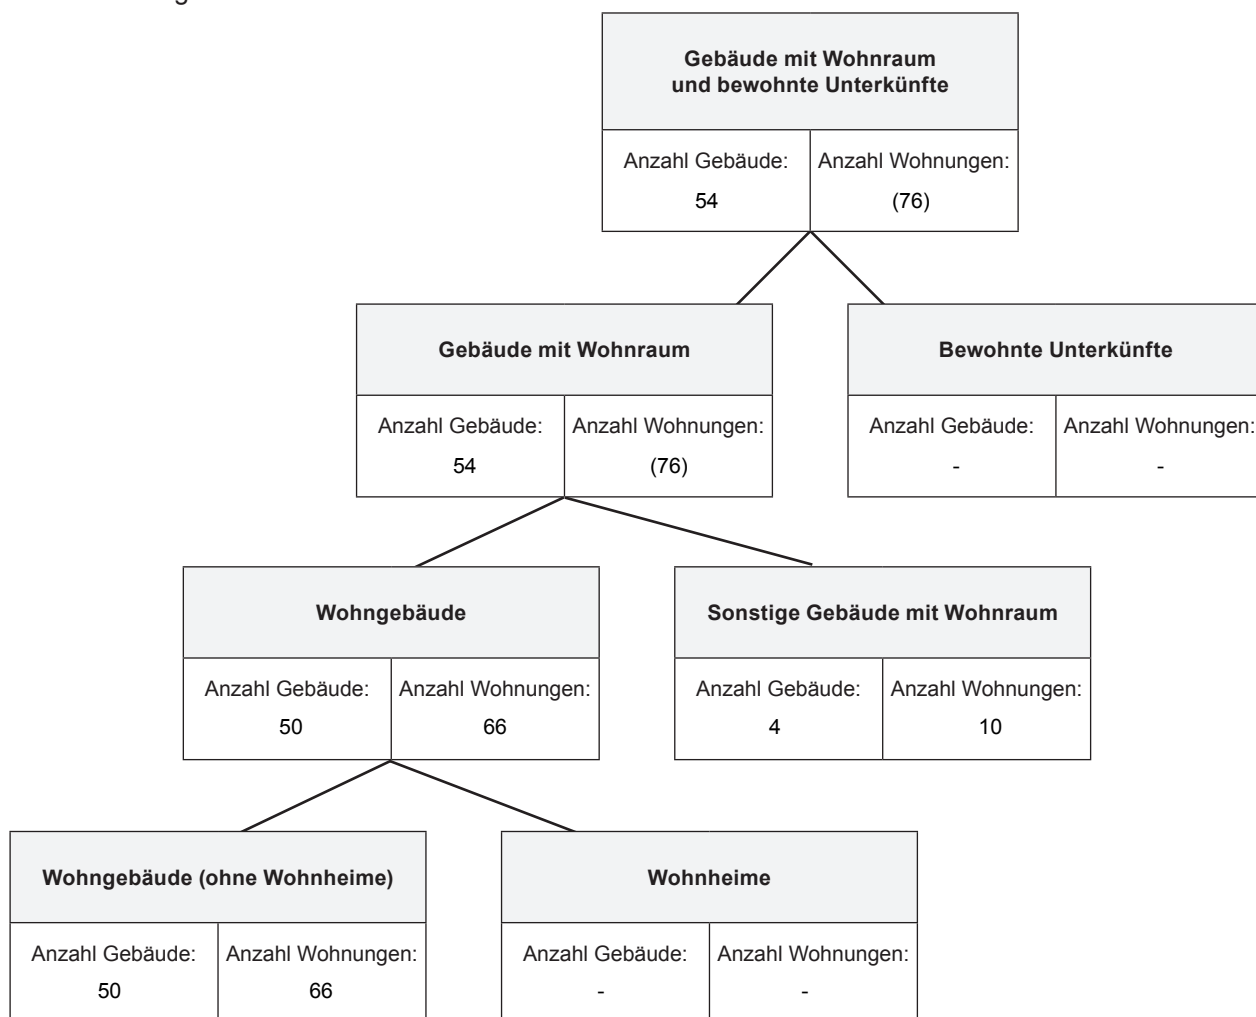 Gebäude mit Wohnraum
und bewohnte Unterkünfte
Anzahl Gebäude: Anzahl Wohnungen:
54 (76)
Gebäude mit Wohnraum
Anzahl Gebäude: Anzahl Wohnungen:
54 (76)
Bewohnte Unterkünfte
Anzahl Gebäude: Anzahl Wohnungen:
- -
Wohngebäude
Anzahl Gebäude: Anzahl Wohnungen:
50 66
Sonstige Gebäude mit Wohnraum
Anzahl Gebäude: Anzahl Wohnungen:
4 10
Wohngebäude (ohne Wohnheime)
Anzahl Gebäude: Anzahl Wohnungen:
50 66
Wohnheime
Anzahl Gebäude: Anzahl Wohnungen:
- -